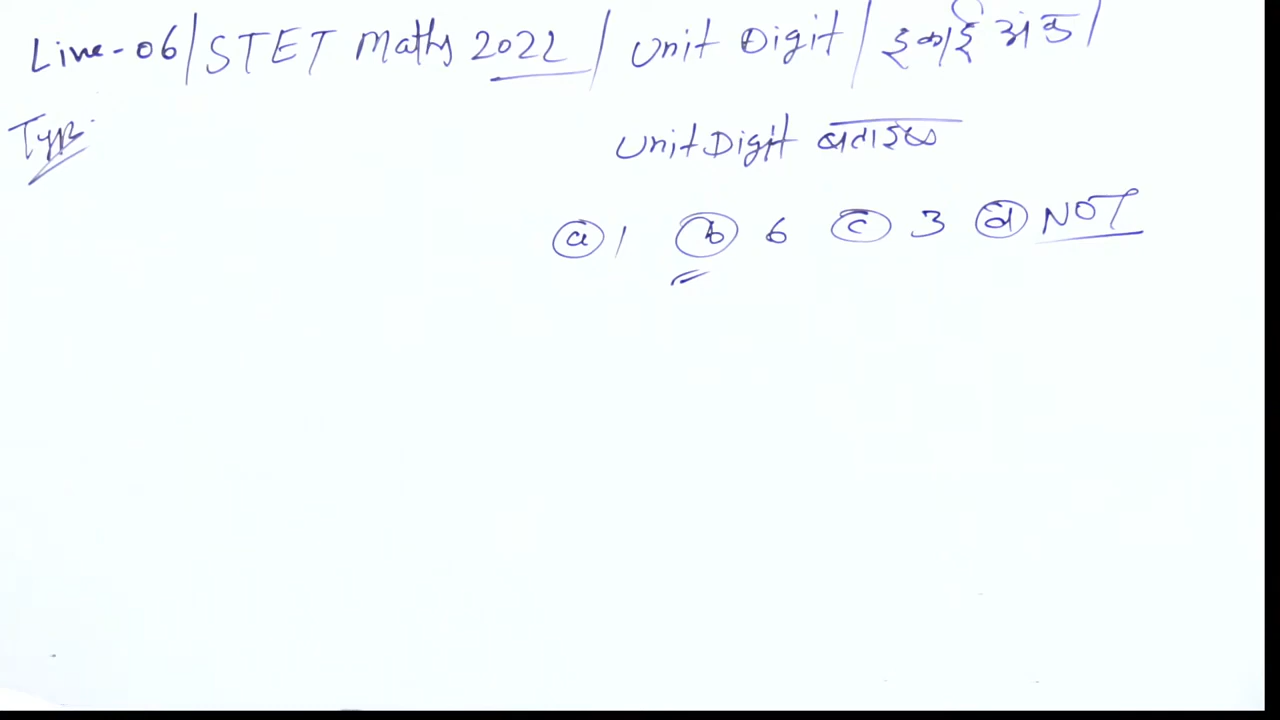 Live-06/STET Maths 2022/Unit Digit/इकाई अंक/
Type
Unit Digit बताइए
(a) 1 (b) 6 (c) 3 (d) NOT